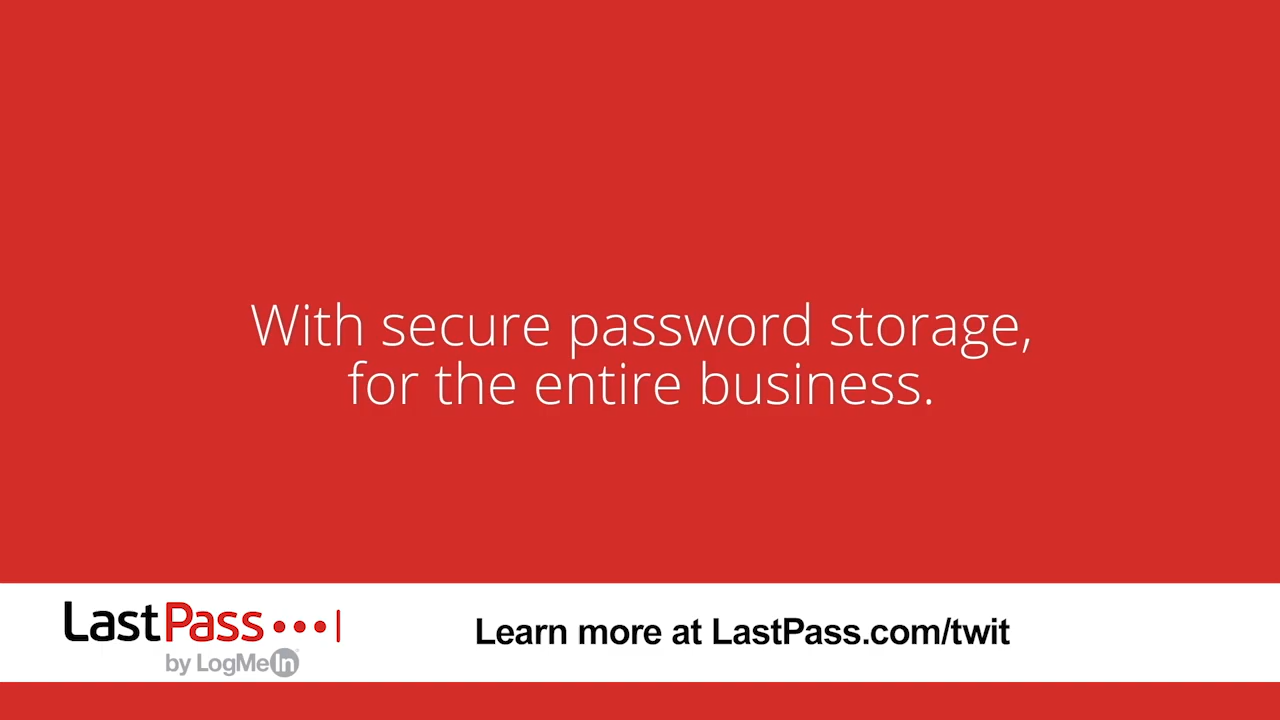 With secure password storage,
for the entire business.
LastPass
by LogMeIn
Learn more at LastPass.com/twit